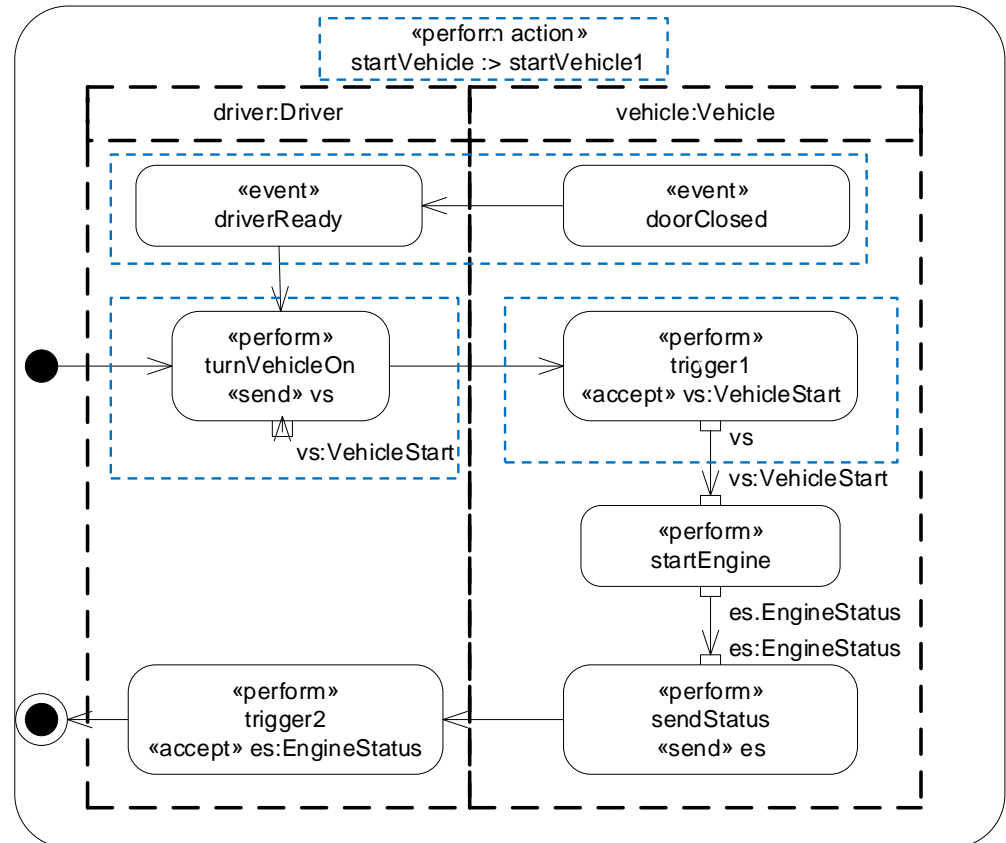 «perform action»
startVehicle :> startVehicle1
driver:Driver
vehicle:Vehicle
«event»
driverReady
«event»
doorClosed
«perform»
turnVehicleOn
«send» vs
vs:VehicleStart
«perform»
trigger1
«accept» vs:VehicleStart
vs
vs:VehicleStart
«perform»
startEngine
es.EngineStatus
es:EngineStatus
«perform»
trigger2
«accept» es:EngineStatus
«perform»
sendStatus
«send» es